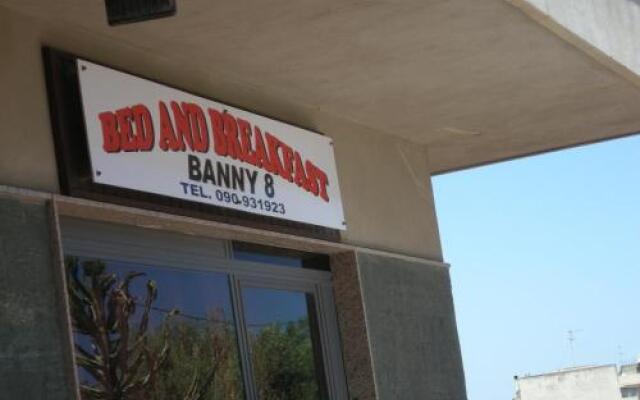 BED AND BREAKFAST
BANNY 8
TEL. 090-931923